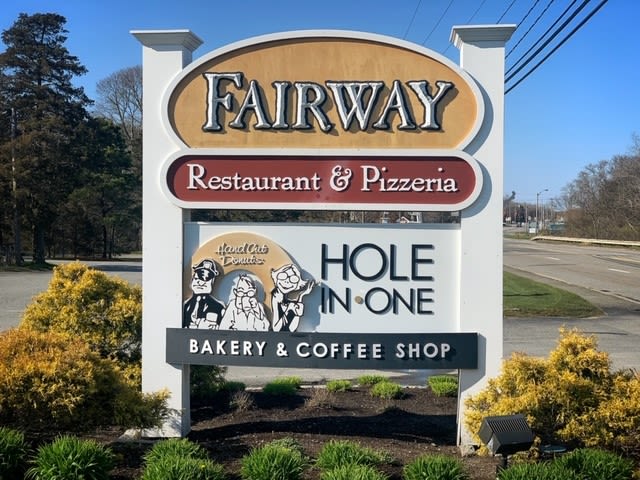 FAIRWAY
Restaurant & Pizzeria
Hand Cut
Donuts
HOLE
IN·ONE
BAKERY & COFFEE SHOP